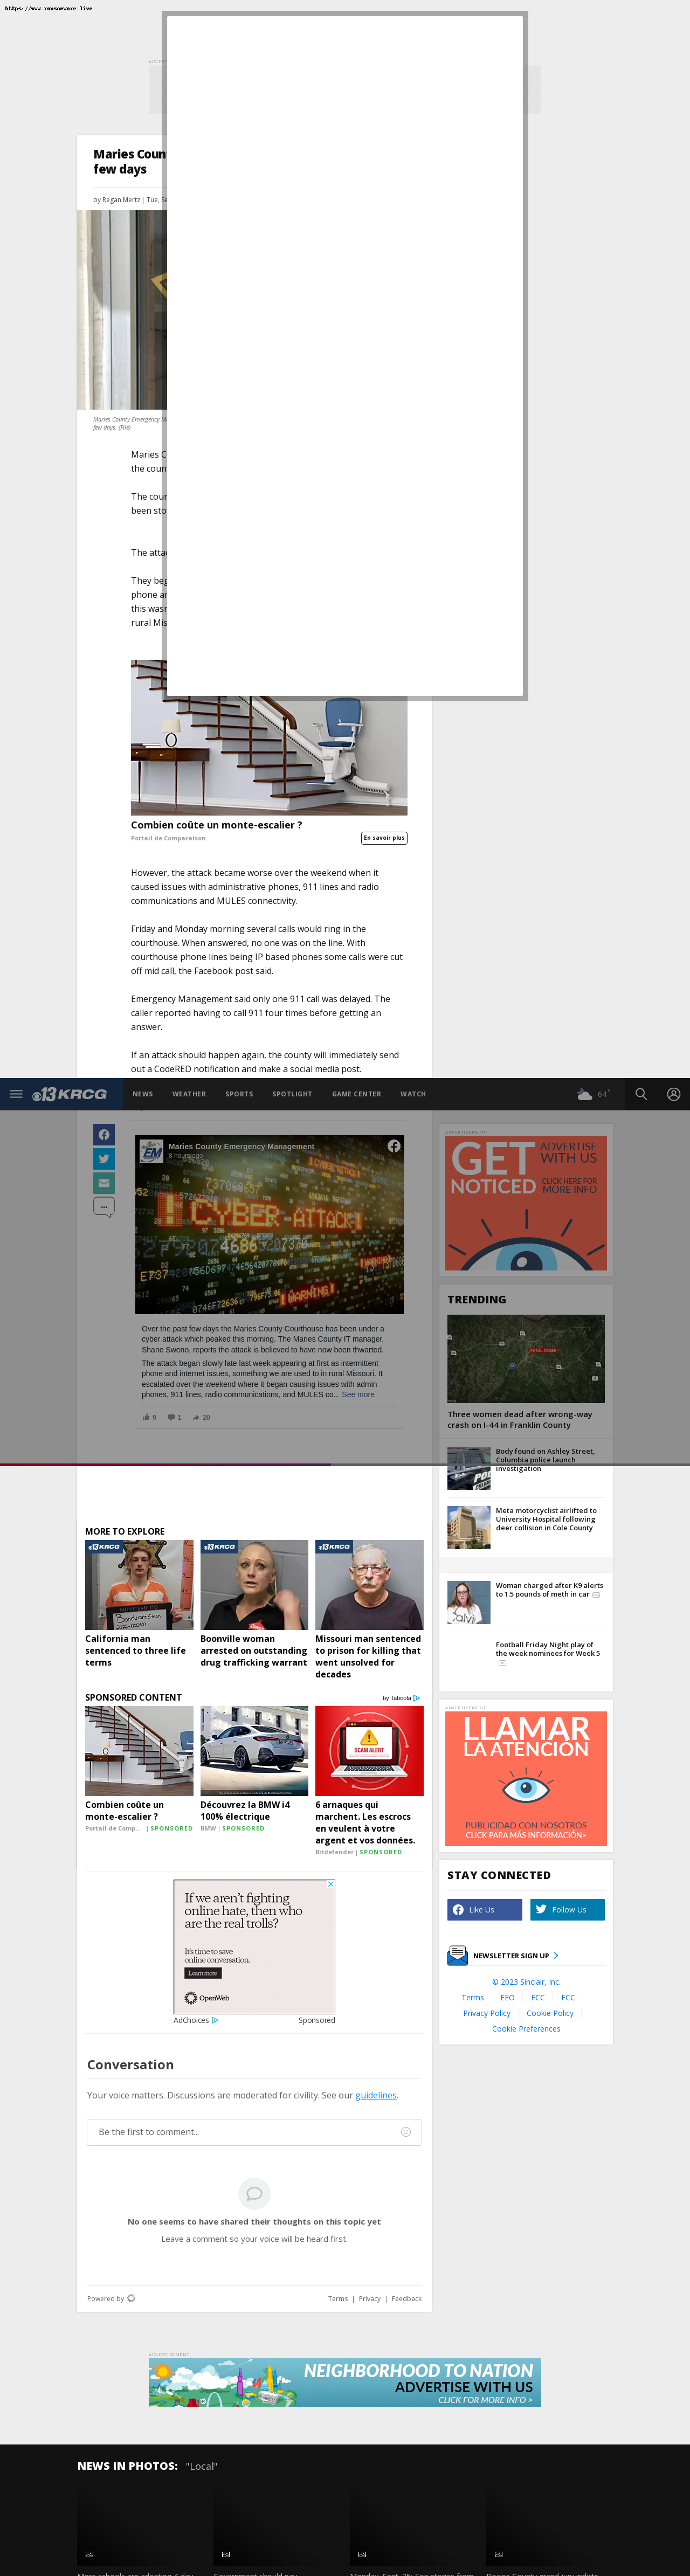 https://www.ransomware.live
Maries Coun
few days
by Regan Mertz | Tue, Se
Maries County Emergency M
few days. (File)
Maries C
the coun
The cour
been sto
The attac
They beg
phone an
this wasn
rural Mis
Combien coûte un monte-escalier ?
Portail de Comparaison
En savoir plus
However, the attack became worse over the weekend when it
caused issues with administrative phones, 911 lines and radio
communications and MULES connectivity.
Friday and Monday morning several calls would ring in the
courthouse. When answered, no one was on the line. With
courthouse phone lines being IP based phones some calls were cut
off mid call, the Facebook post said.
Emergency Management said only one 911 call was delayed. The
caller reported having to call 911 four times before getting an
answer.
If an attack should happen again, the county will immediately send
out a CodeRED notification and make a social media post.
13 KRCG
NEWS
WEATHER
SPORTS
SPOTLIGHT
GAME CENTER
WATCH
64°
Maries County Emergency Management
8 hours ago
EM
CYBER ATTACK!
[WARNING]
Over the past few days the Maries County Courthouse has been under a
cyber attack which peaked this morning. The Maries County IT manager,
Shane Sweno, reports the attack is believed to have now been thwarted.
The attack began slowly late last week appearing at first as intermittent
phone and internet issues, something we are used to in rural Missouri. It
escalated over the weekend where it began causing issues with admin
phones, 911 lines, radio communications, and MULES co... See more
9
1
20
ADVERTISEMENT
GET
NOTICED
ADVERTISE
WITH US
CLICK HERE FOR
MORE INFO
TRENDING
FATAL CRASH
Three women dead after wrong-way
crash on I-44 in Franklin County
Body found on Ashley Street,
Columbia police launch
investigation
Meta motorcyclist airlifted to
University Hospital following
deer collision in Cole County
Woman charged after K9 alerts
to 1.5 pounds of meth in car
Football Friday Night play of
the week nominees for Week 5
MORE TO EXPLORE
13 KRCG
13 KRCG
13 KRCG
California man
sentenced to three life
terms
Boonville woman
arrested on outstanding
drug trafficking warrant
Missouri man sentenced
to prison for killing that
went unsolved for
decades
SPONSORED CONTENT
by Taboola
SCAM ALERT
Combien coûte un
monte-escalier ?
Portail de Comp... | SPONSORED
Découvrez la BMW i4
100% électrique
BMW | SPONSORED
6 arnaques qui
marchent. Les escrocs
en veulent à votre
argent et vos données.
Bitdefender | SPONSORED
ADVERTISEMENT
LLAMAR
LA ATENCIÓN
PUBLICIDAD CON NOSOTROS
CLICK PARA MÁS INFORMACIÓN>
STAY CONNECTED
Like Us
Follow Us
NEWSLETTER SIGN UP
© 2023 Sinclair, Inc.
Terms
EEO
FCC
FCC
Privacy Policy
Cookie Policy
Cookie Preferences
If we aren't fighting
online hate, then who
are the real trolls?
It's time to save
online conversation.
Learn more
OpenWeb
AdChoices
Sponsored
Conversation
Your voice matters. Discussions are moderated for civility. See our guidelines.
Be the first to comment...
No one seems to have shared their thoughts on this topic yet
Leave a comment so your voice will be heard first.
Powered by
Terms | Privacy | Feedback
ADVERTISEMENT
NEIGHBORHOOD TO NATION
ADVERTISE WITH US
CLICK FOR MORE INFO >
NEWS IN PHOTOS: "Local"